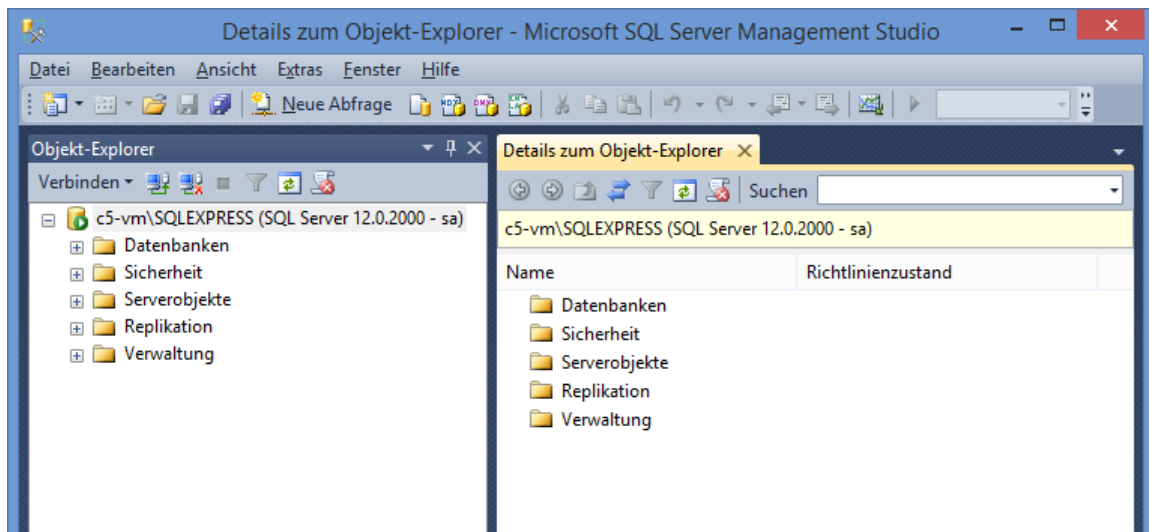 Details zum Objekt-Explorer - Microsoft SQL Server Management Studio
Datei Bearbeiten Ansicht Extras Fenster Hilfe
Neue Abfrage
Objekt-Explorer
Verbinden
c5-vm\SQLEXPRESS (SQL Server 12.0.2000 - sa)
Datenbanken
Sicherheit
Serverobjekte
Replikation
Verwaltung
Details zum Objekt-Explorer
Suchen
c5-vm\SQLEXPRESS (SQL Server 12.0.2000 - sa)
Name Richtlinienzustand
Datenbanken
Sicherheit
Serverobjekte
Replikation
Verwaltung